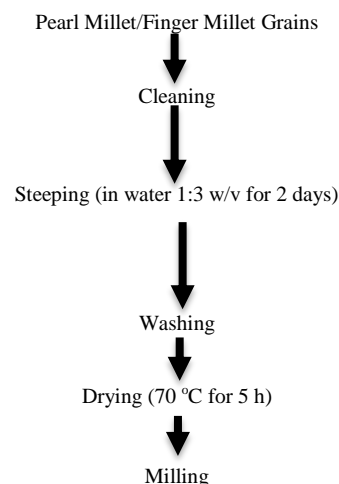 Pearl Millet/Finger Millet Grains
Cleaning
Steeping (in water 1:3 w/v for 2 days)
Washing
Drying (70 °C for 5 h)
Milling